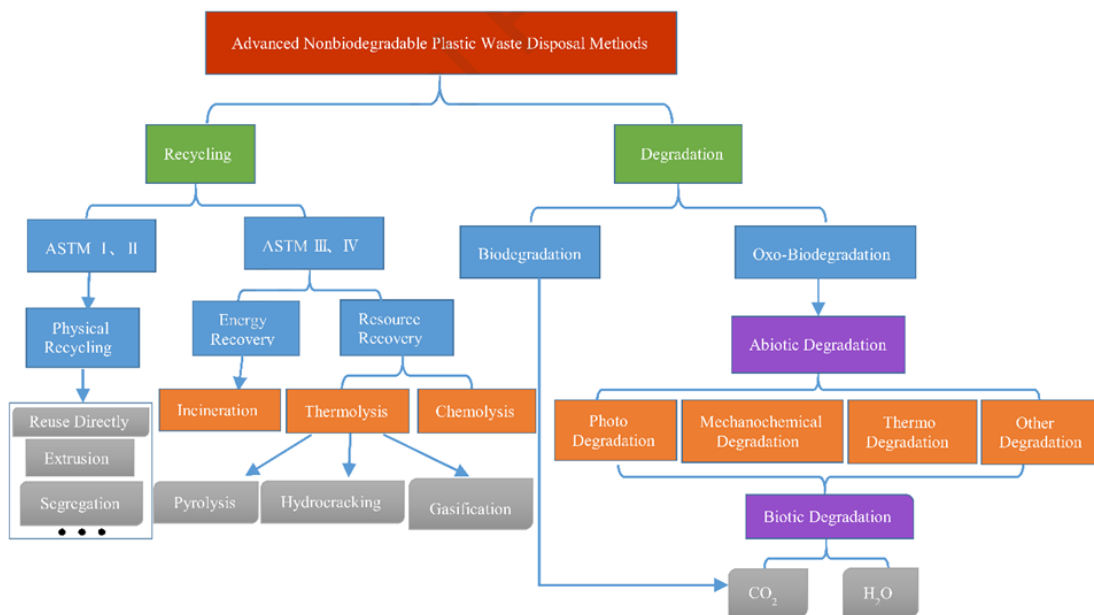 Advanced Nonbiodegradable Plastic Waste Disposal Methods
Recycling
Degradation
ASTM Ⅰ、Ⅱ
ASTM Ⅲ、Ⅳ
Biodegradation
Oxo-Biodegradation
Physical
Recycling
Energy
Recovery
Resource
Recovery
Abiotic Degradation
Incineration
Thermolysis
Chemolysis
Photo
Degradation
Mechanochemical
Degradation
Thermo
Degradation
Other
Degradation
Reuse Directly
Extrusion
Segregation
Pyrolysis
Hydrocracking
Gasification
Biotic Degradation
CO₂
H₂O